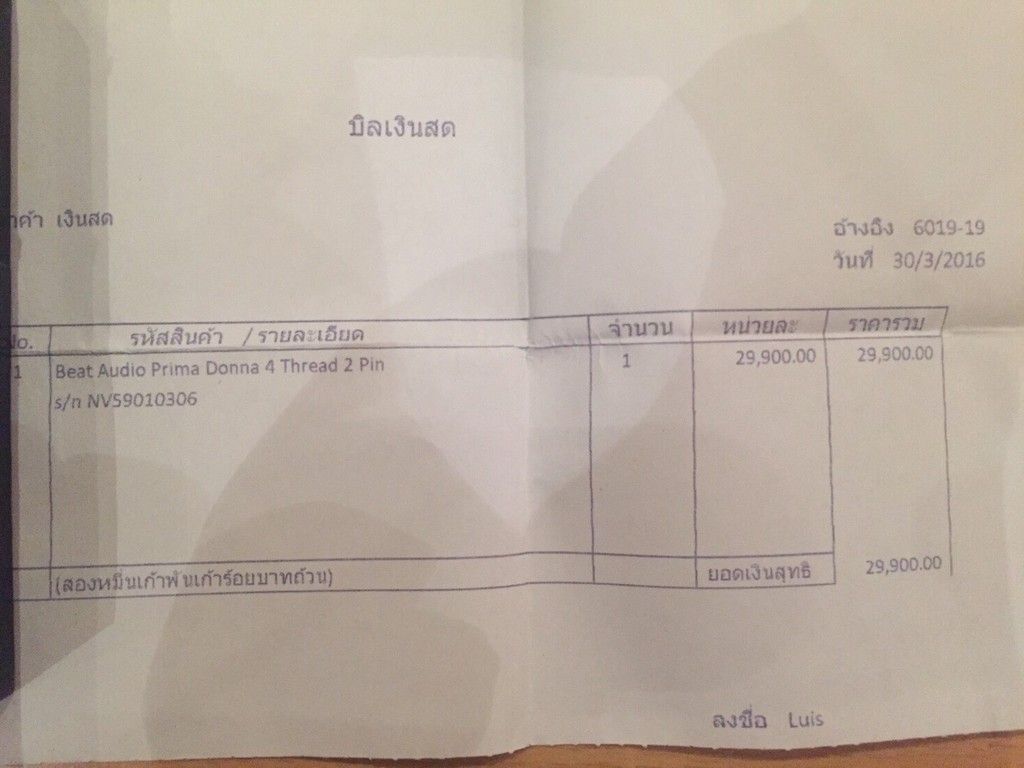 บิลเงินสด
เงินสด
อ้างอิง 6019-19
วันที่ 30/3/2016
No. รหัสสินค้า / รายละเอียด จำนวน หน่วยละ ราคารวม
1 Beat Audio Prima Donna 4 Thread 2 Pin 1 29,900.00 29,900.00
s/n NV59010306
(สองหมื่นเก้าพันเก้าร้อยบาทถ้วน) ยอดเงินสุทธิ 29,900.00
ลงชื่อ Luis